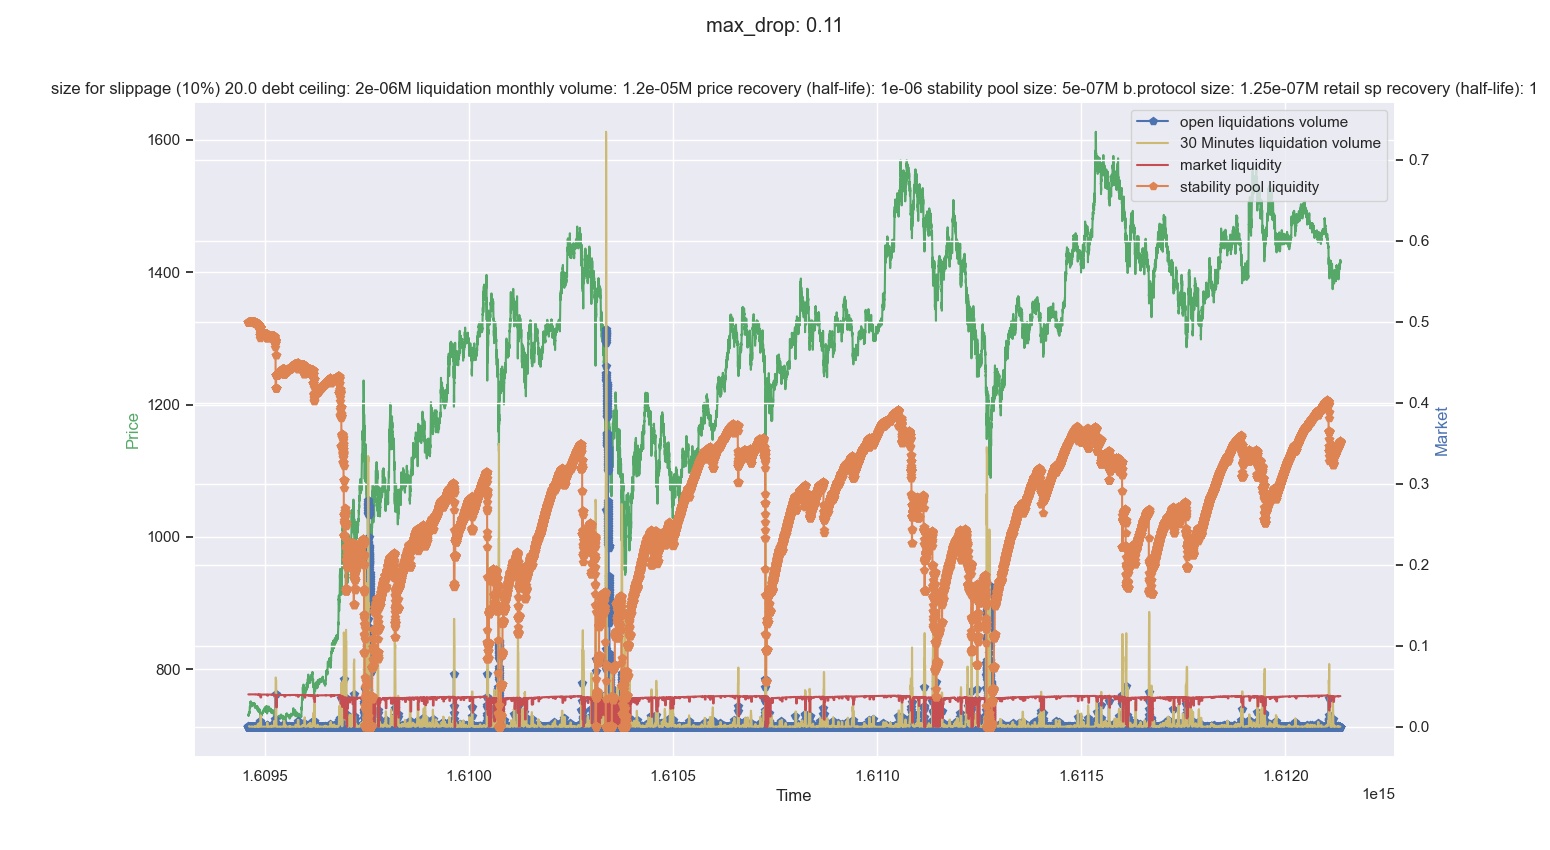 max_drop: 0.11
size for slippage (10%) 20.0 debt ceiling: 2e-06M liquidation monthly volume: 1.2e-05M price recovery (half-life): 1e-06 stability pool size: 5e-07M b.protocol size: 1.25e-07M retail sp recovery (half-life): 1
open liquidations volume
30 Minutes liquidation volume
market liquidity
stability pool liquidity
1600
1400
1200
1000
800
Price
0.7
0.6
0.5
0.4
0.3
0.2
0.1
0.0
Market
1.6095
1.6100
1.6105
1.6110
1.6115
1.6120
1e15
Time